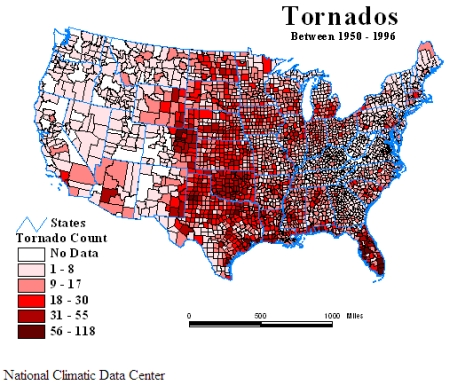 Tornados
Between 1950 - 1996
States
Tornado Count
No Data
1 - 8
9 - 17
18 - 30
31 - 55
56 - 118
0 500 1000 Miles
National Climatic Data Center